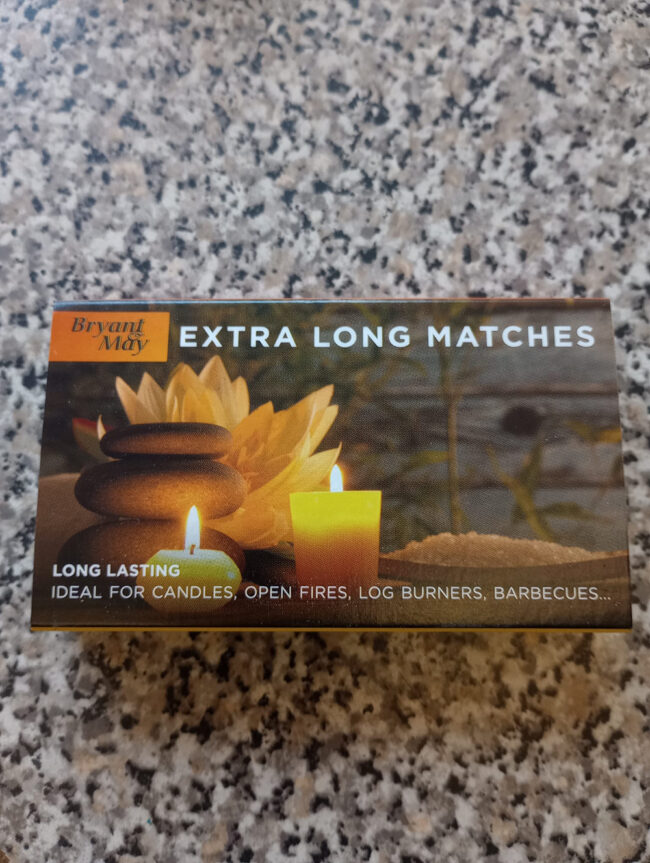 Bryant
& May
EXTRA LONG MATCHES
LONG LASTING
IDEAL FOR CANDLES, OPEN FIRES, LOG BURNERS, BARBECUES...